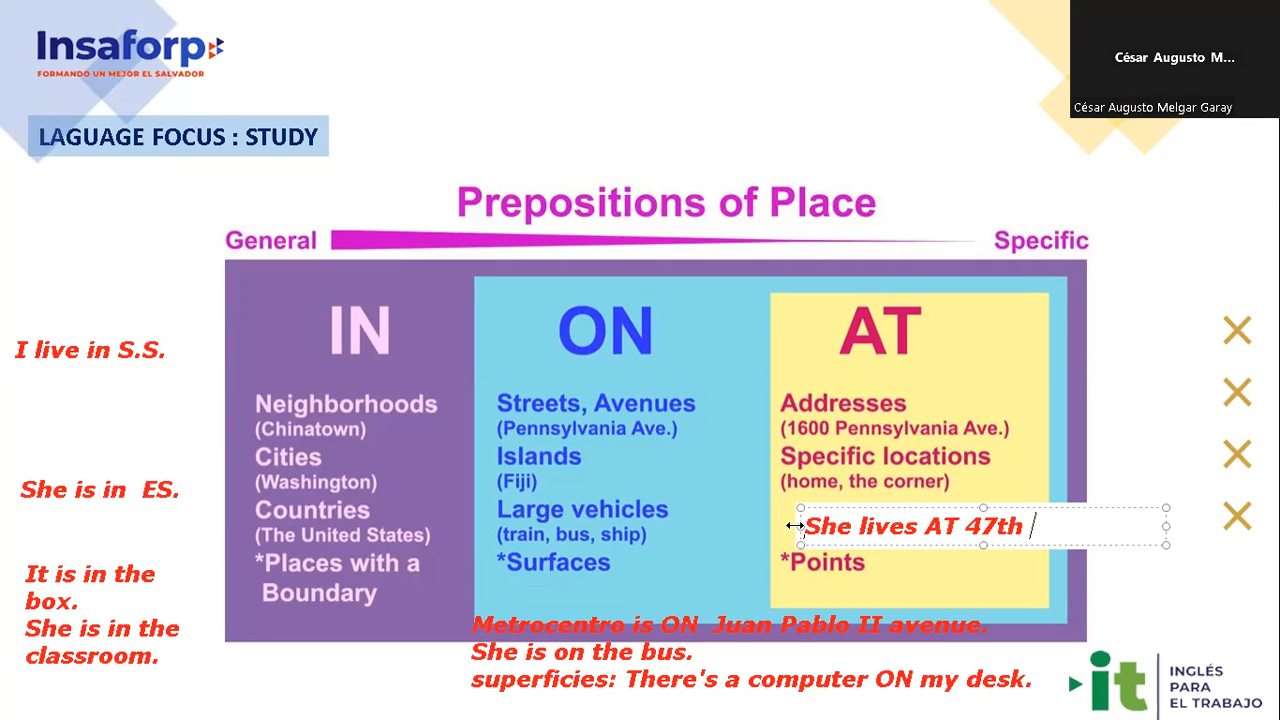 Insaforp
FORMANDO UN MEJOR EL SALVADOR
César Augusto M...
César Augusto Melgar Garay
LAGUAGE FOCUS : STUDY
Prepositions of Place
General
Specific
IN
ON
AT
I live in S.S.
She is in ES.
It is in the
box.
She is in the
classroom.
Neighborhoods
(Chinatown)
Cities
(Washington)
Countries
(The United States)
*Places with a
Boundary
Streets, Avenues
(Pennsylvania Ave.)
Islands
(Fiji)
Large vehicles
(train, bus, ship)
*Surfaces
Addresses
(1600 Pennsylvania Ave.)
Specific locations
(home, the corner)
She lives AT 47th
*Points
Metrocentro is ON Juan Pablo II avenue.
She is on the bus.
superficies: There's a computer ON my desk.
it
INGLÉS
PARA
EL TRABAJO